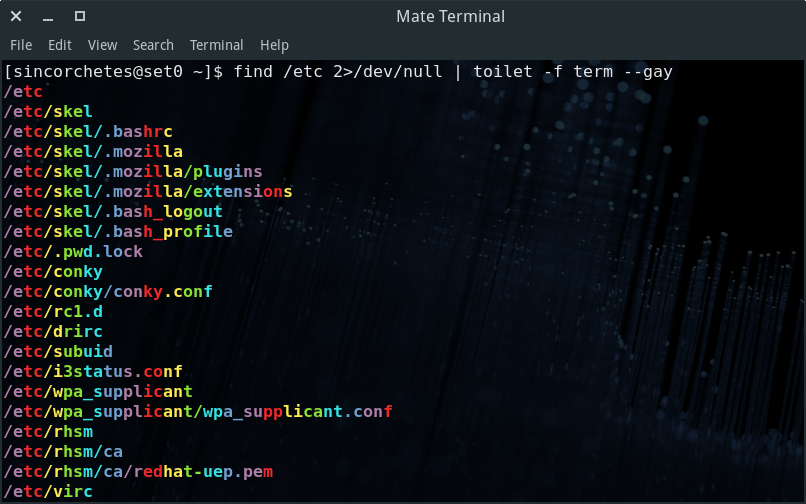 Mate Terminal
File Edit View Search Terminal Help
[sincorchetes@set0 ~]$ find /etc 2>/dev/null | toilet -f term --gay
/etc
/etc/skel
/etc/skel/.bashrc
/etc/skel/.mozilla
/etc/skel/.mozilla/plugins
/etc/skel/.mozilla/extensions
/etc/skel/.bash_logout
/etc/skel/.bash_profile
/etc/.pwd.lock
/etc/conky
/etc/conky/conky.conf
/etc/rc1.d
/etc/drirc
/etc/subuid
/etc/i3status.conf
/etc/wpa_supplicant
/etc/wpa_supplicant/wpa_supplicant.conf
/etc/rhsm
/etc/rhsm/ca
/etc/rhsm/ca/redhat-uep.pem
/etc/virc